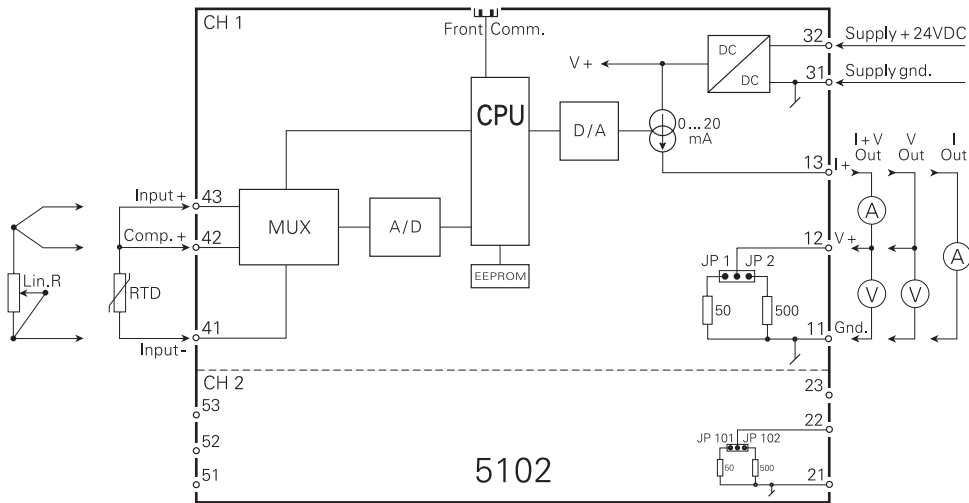 CH 1
Front Comm.
32
Supply + 24VDC
DC
DC
V +
31
Supply gnd.
CPU
D/A
0 ... 20
mA
I + V
Out
V
Out
I
Out
13
I+
Input +
43
A
Comp. +
42
MUX
A/D
12
V +
A
Lin.R
RTD
EEPROM
JP 1
JP 2
V
V
50
500
41
11
Gnd.
Input -
CH 2
23
53
22
52
JP 101
JP 102
51
5102
50
500
21